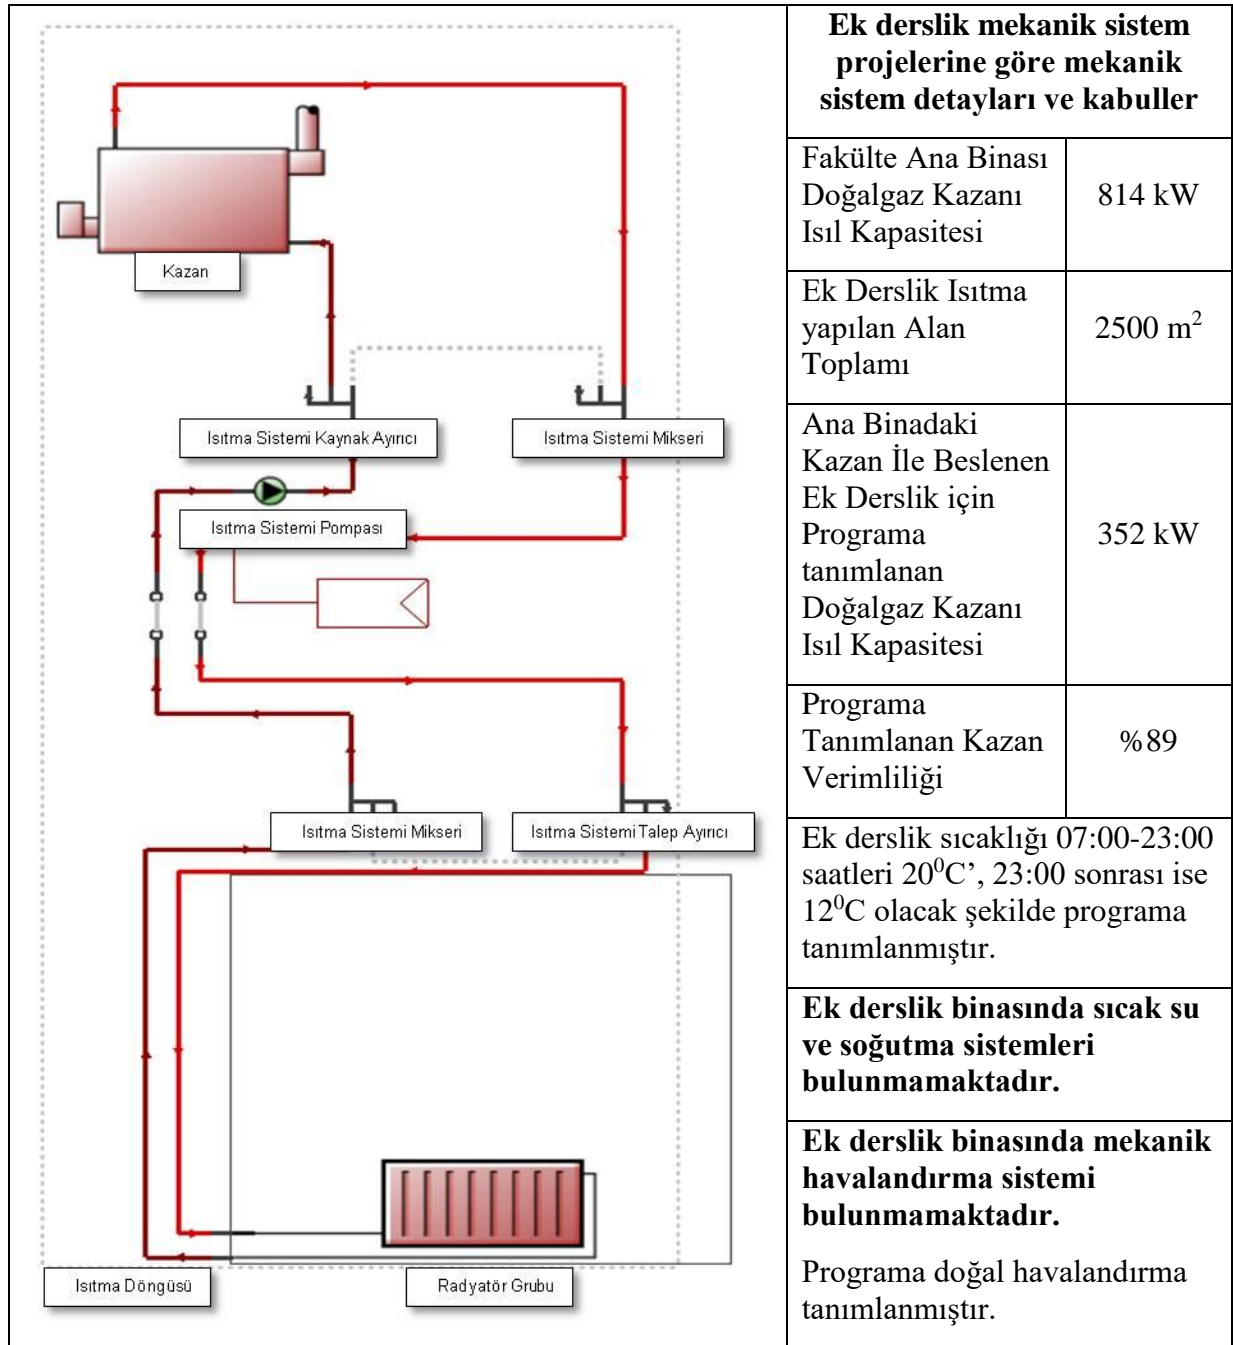 Kazan
Isıtma Sistemi Kaynak Ayırıcı
Isıtma Sistemi Mikseri
Isıtma Sistemi Pompası
Isıtma Sistemi Mikseri
Isıtma Sistemi Talep Ayırıcı
Isıtma Döngüsü
Radyatör Grubu
Ek derslik mekanik sistem
projelerine göre mekanik
sistem detayları ve kabuller
Fakülte Ana Binası
Doğalgaz Kazanı
Isıl Kapasitesi
814 kW
Ek Derslik Isıtma
yapılan Alan
Toplamı
2500 m²
Ana Binadaki
Kazan İle Beslenen
Ek Derslik için
Programa
tanımlanan
Doğalgaz Kazanı
Isıl Kapasitesi
352 kW
Programa
Tanımlanan Kazan
Verimliliği
%89
Ek derslik sıcaklığı 07:00-23:00
saatleri 20⁰C’, 23:00 sonrası ise
12⁰C olacak şekilde programa
tanımlanmıştır.
Ek derslik binasında sıcak su
ve soğutma sistemleri
bulunmamaktadır.
Ek derslik binasında mekanik
havalandırma sistemi
bulunmamaktadır.
Programa doğal havalandırma
tanımlanmıştır.